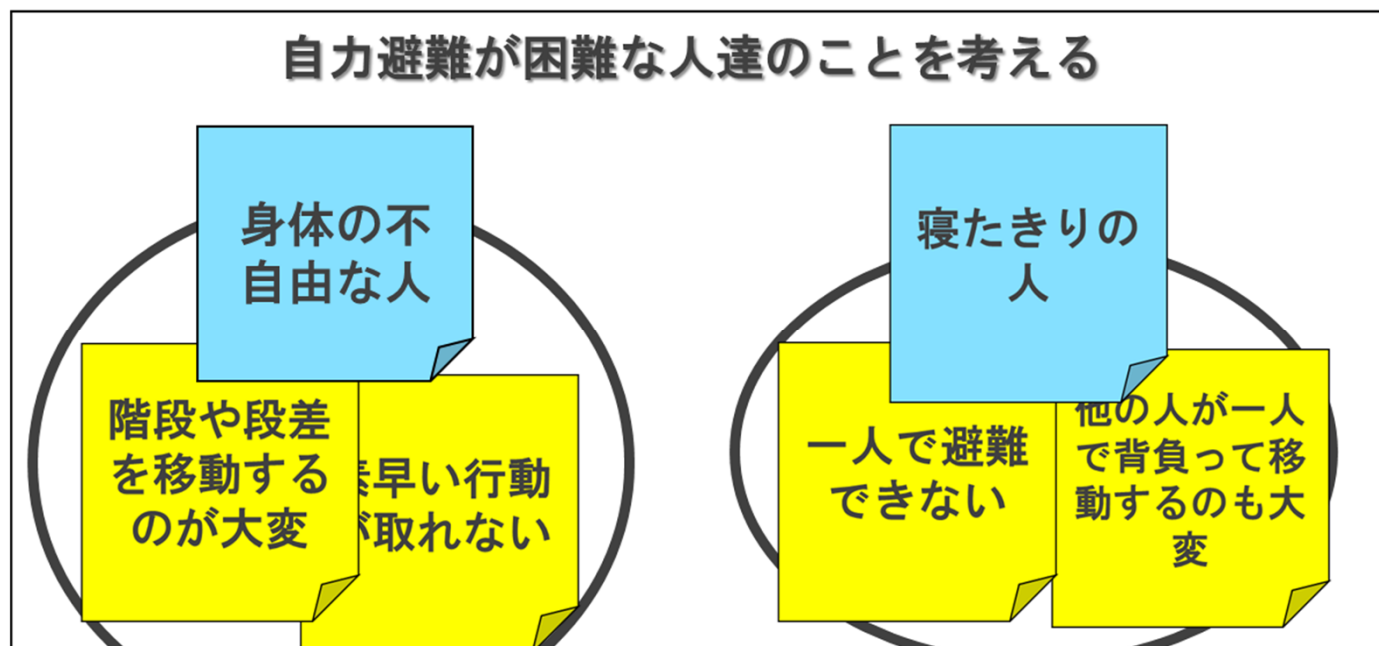 自力避難が困難な人達のことを考える
身体の不
自由な人
階段や段差
を移動する
のが大変
素早い行動
が取れない
寝たきりの
人
一人で避難
できない
他の人が一人
で背負って移
動するのも大
変